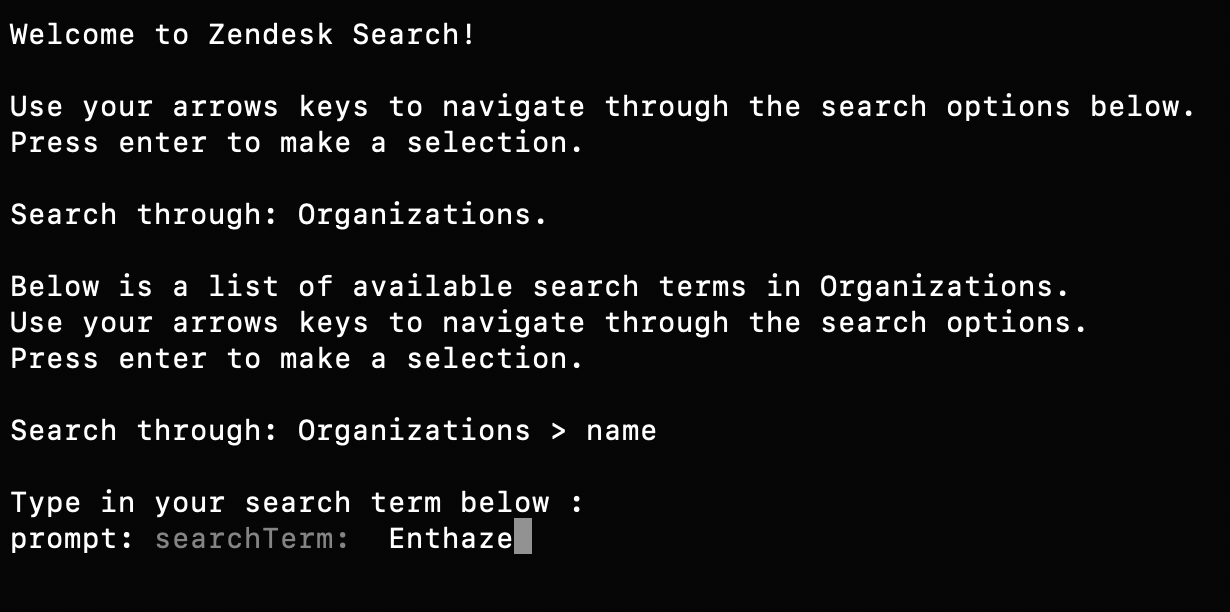 Welcome to Zendesk Search!
Use your arrows keys to navigate through the search options below.
Press enter to make a selection.
Search through: Organizations.
Below is a list of available search terms in Organizations.
Use your arrows keys to navigate through the search options.
Press enter to make a selection.
Search through: Organizations > name
Type in your search term below :
prompt: searchTerm:  Enthaze